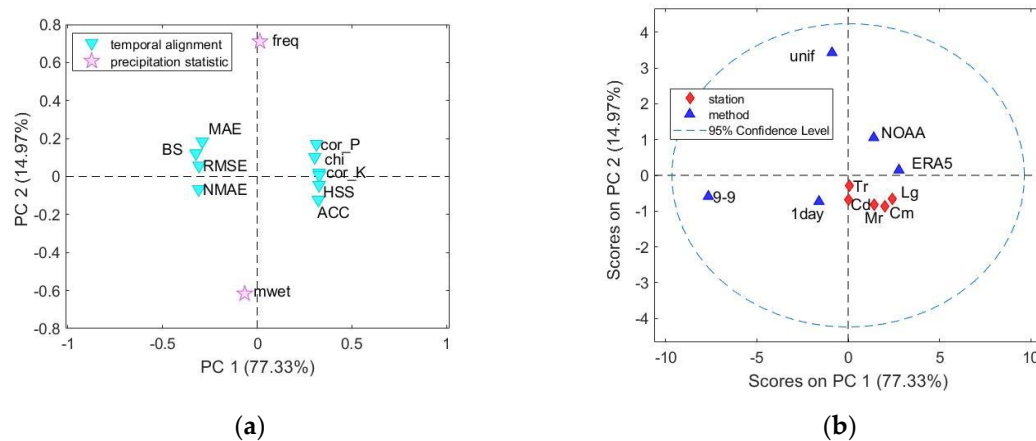 0.8
0.6
0.4
0.2
0
-0.2
-0.4
-0.6
-0.8
PC 2 (14.97%)
temporal alignment
precipitation statistic
freq
MAE
BS
RMSE
NMAE
cor_P
chi
cor_K
HSS
ACC
mwet
-1
-0.5
0
0.5
1
PC 1 (77.33%)
(a)
4
3
2
1
0
-1
-2
-3
-4
Scores on PC 2 (14.97%)
unif
station
method
95% Confidence Level
NOAA
ERA5
Tr
Lg
9-9
Cd
1day
Mr
Cm
-10
-5
0
5
10
Scores on PC 1 (77.33%)
(b)